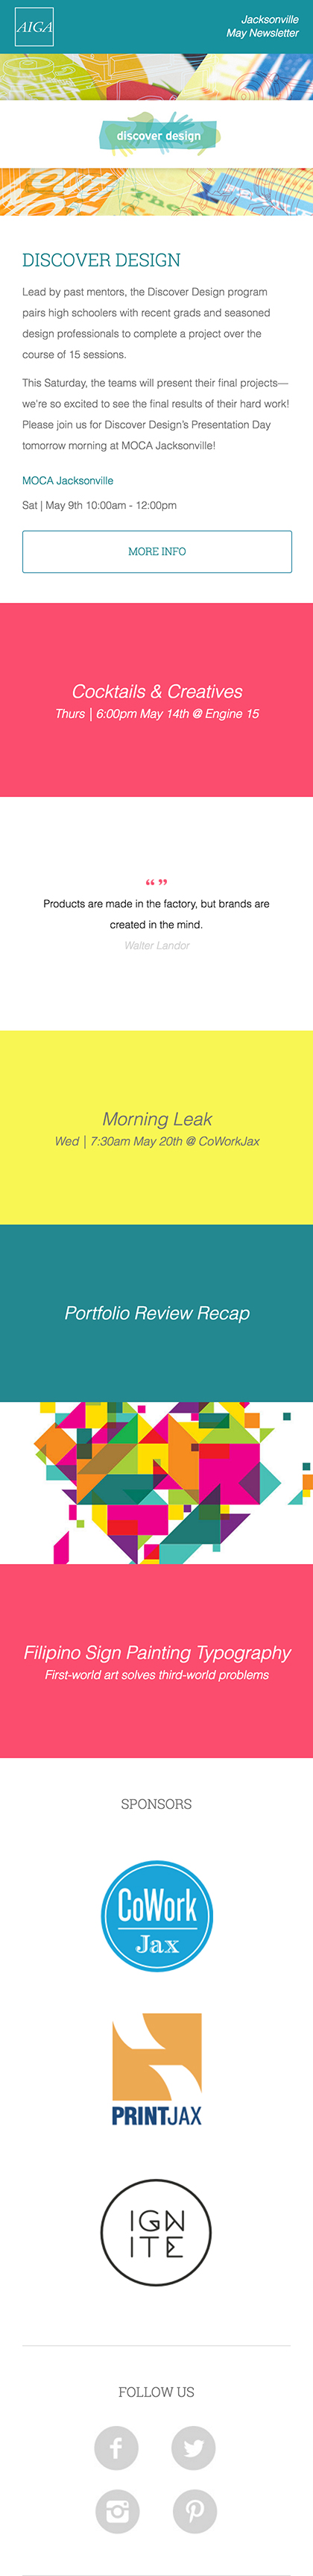 AIGA
Jacksonville
May Newsletter
discover design
The
DISCOVER DESIGN
Lead by past mentors, the Discover Design program
pairs high schoolers with recent grads and seasoned
design professionals to complete a project over the
course of 15 sessions.
This Saturday, the teams will present their final projects—
we're so excited to see the final results of their hard work!
Please join us for Discover Design's Presentation Day
tomorrow morning at MOCA Jacksonville!
MOCA Jacksonville
Sat | May 9th 10:00am - 12:00pm
MORE INFO
Cocktails & Creatives
Thurs | 6:00pm May 14th @ Engine 15
“ ”
Products are made in the factory, but brands are
created in the mind.
Walter Landor
Morning Leak
Wed | 7:30am May 20th @ CoWorkJax
Portfolio Review Recap
Filipino Sign Painting Typography
First-world art solves third-world problems
SPONSORS
CoWork
Jax
PRINTJAX
IGN
ITE
FOLLOW US